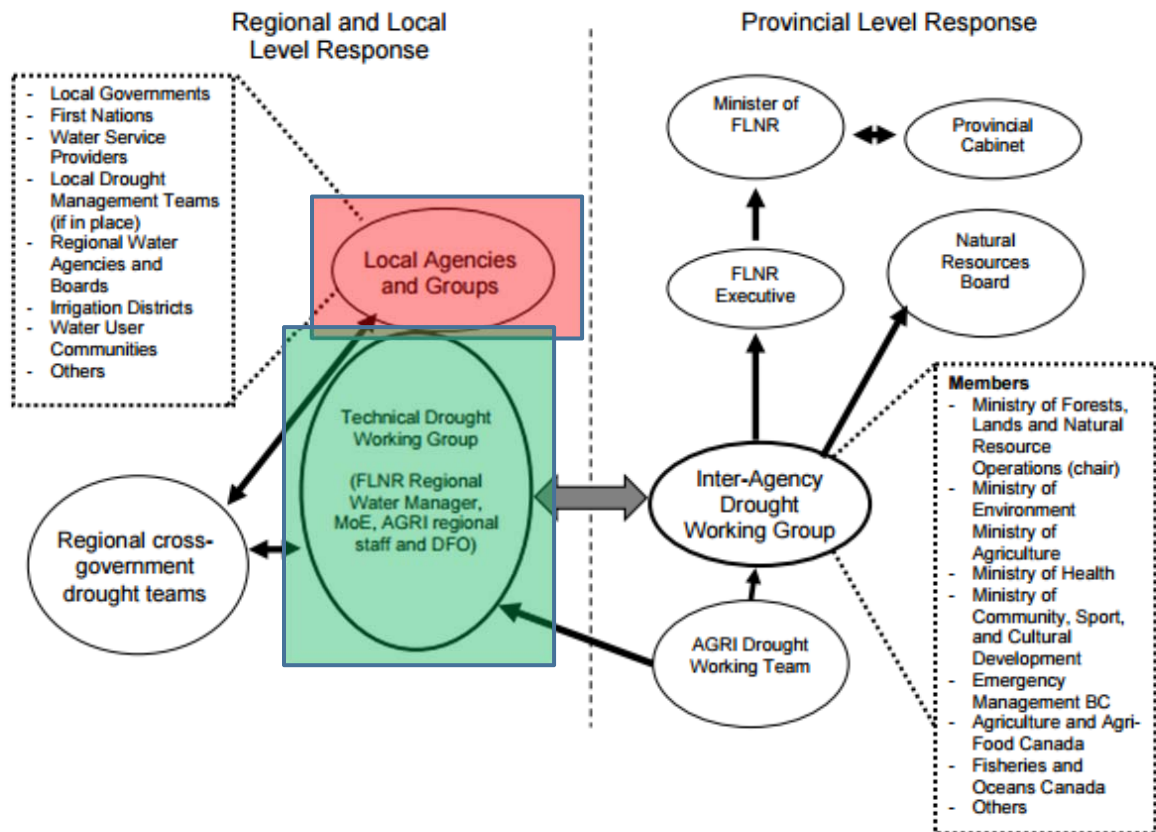 Regional and Local
Level Response
Provincial Level Response
- Local Governments
- First Nations
- Water Service
Providers
- Local Drought
Management Teams
(if in place)
- Regional Water
Agencies and
Boards
- Irrigation Districts
- Water User
Communities
- Others
Local Agencies
and Groups
Technical Drought
Working Group
(FLNR Regional
Water Manager,
MoE, AGRI regional
staff and DFO)
Regional cross-
government
drought teams
Minister of
FLNR
Provincial
Cabinet
FLNR
Executive
Natural
Resources
Board
Inter-Agency
Drought
Working Group
AGRI Drought
Working Team
Members
- Ministry of Forests,
Lands and Natural
Resource
Operations (chair)
- Ministry of
Environment
Ministry of
Agriculture
- Ministry of Health
- Ministry of
Community, Sport,
and Cultural
Development
- Emergency
Management BC
- Agriculture and Agri-
Food Canada
- Fisheries and
Oceans Canada
- Others